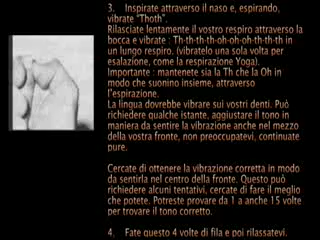 3.    Inspirate attraverso il naso e, espirando,
vibrate "Thoth".
Rilasciate lentamente il vostro respiro attraverso la
bocca e vibrate : Th-th-th-th-oh-oh-oh-th-th-th in
un lungo respiro. (vibratelo una sola volta per
esalazione, come la respirazione Yoga).
Importante : mantenete sia la Th che la Oh in
modo che suonino insieme, attraverso
l'espirazione.
La lingua dovrebbe vibrare sui vostri denti. Può
richiedere qualche istante, aggiustare il tono in
maniera da sentire la vibrazione anche nel mezzo
della vostra fronte, non preoccupatevi, continuate
pure.
Cercate di ottenere la vibrazione corretta in modo
da sentirla nel centro della fronte. Questo può
richiedere alcuni tentativi, cercate di fare il meglio
che potete. Potreste provare da 1 a anche 15 volte
per trovare il tono corretto.
4.    Fate questo 4 volte di fila e poi rilassatevi.